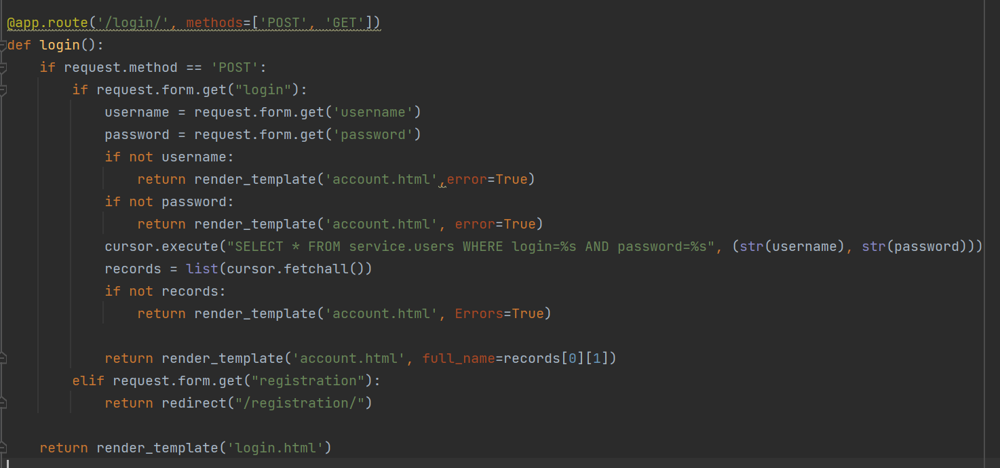 @app.route('/login/', methods=['POST', 'GET'])
def login():
    if request.method == 'POST':
        if request.form.get("login"):
            username = request.form.get('username')
            password = request.form.get('password')
            if not username:
                return render_template('account.html',error=True)
            if not password:
                return render_template('account.html', error=True)
            cursor.execute("SELECT * FROM service.users WHERE login=%s AND password=%s", (str(username), str(password)))
            records = list(cursor.fetchall())
            if not records:
                return render_template('account.html', Errors=True)

            return render_template('account.html', full_name=records[0][1])
        elif request.form.get("registration"):
            return redirect("/registration/")

    return render_template('login.html')